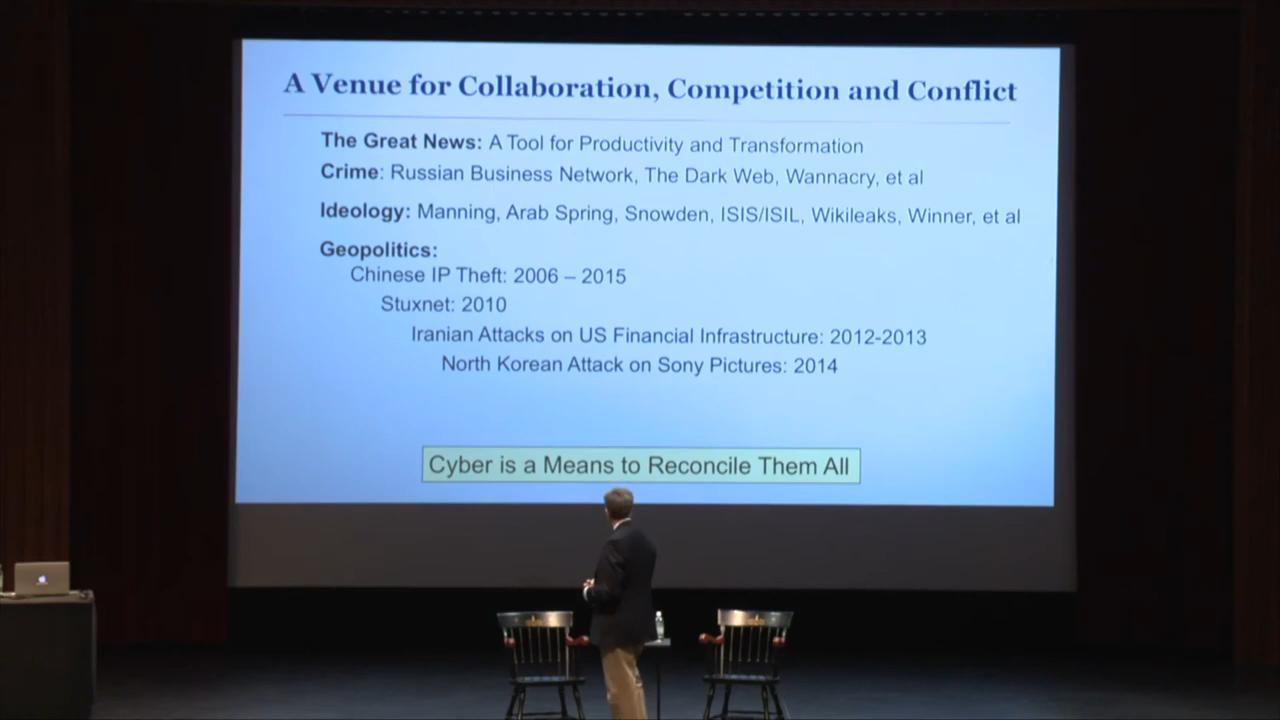 A Venue for Collaboration, Competition and Conflict
The Great News: A Tool for Productivity and Transformation
Crime: Russian Business Network, The Dark Web, Wannacry, et al
Ideology: Manning, Arab Spring, Snowden, ISIS/ISIL, Wikileaks, Winner, et al
Geopolitics:
Chinese IP Theft: 2006 – 2015
Stuxnet: 2010
Iranian Attacks on US Financial Infrastructure: 2012-2013
North Korean Attack on Sony Pictures: 2014
Cyber is a Means to Reconcile Them All